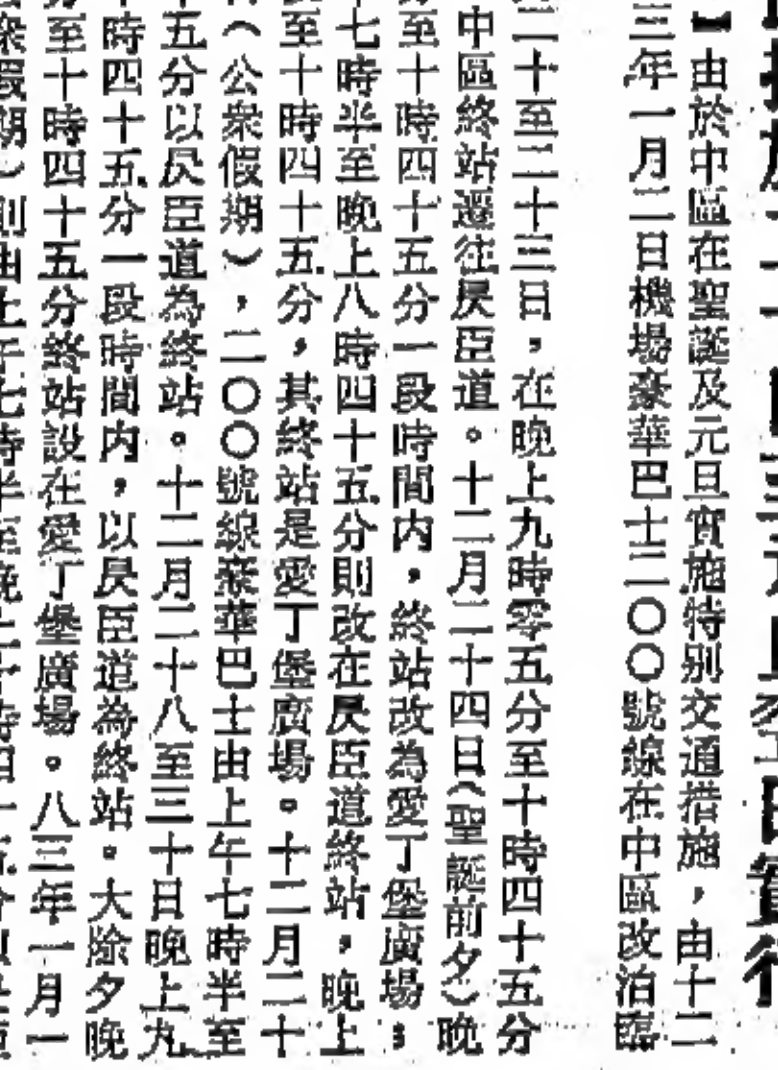 由於中區在聖誕及元旦實施特別交通措施，由十二
三年一月二日機場豪華巴士二〇〇號線在中區改治臨
二十至二十三日，在晚上九時零五分至十時四十五分
中區終站遷往昃臣道。十二月二十四日（聖誕前夕）晚
分至十時四十五分一段時間内，終站改為愛丁堡廣場；
十七時半至晚上八時四十五分則改在昃臣道終站，晚上
至十時四十五分，其終站是愛丁堡廣場。十二月二十
（公衆假期），二〇〇號線豪華巴士由上午七時半至
五分以昃臣道為終站。十二月二十八至三十日晚上九
時四十五分一段時間内，以昃臣道為終站。大除夕晚
分至十時四十五分終站設在愛丁堡廣場。八三年一月一
衆假期）則由上午七時半至晚上